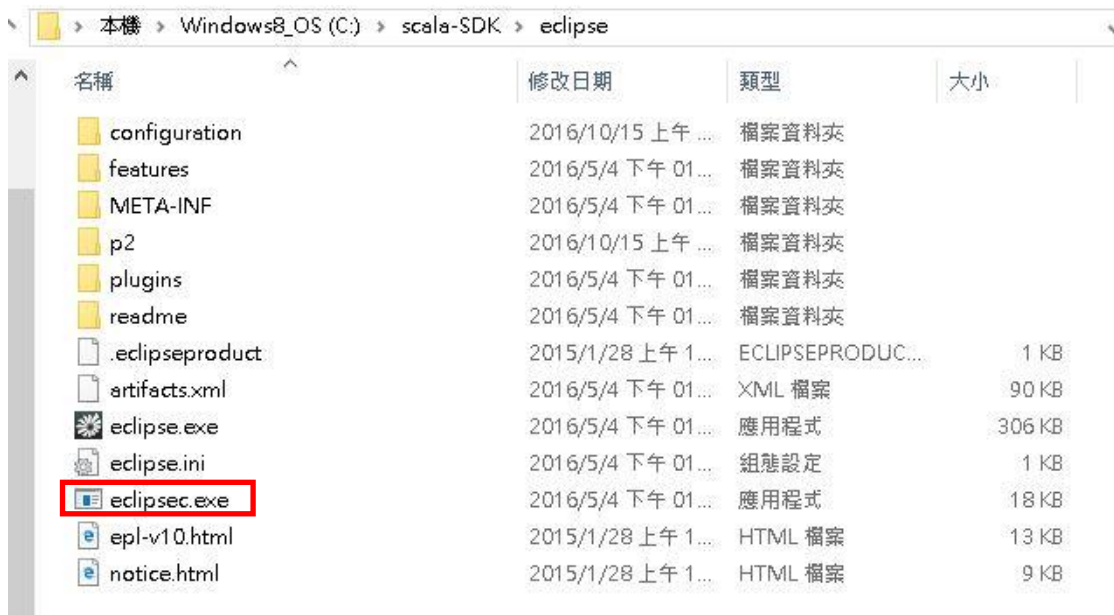 本機 > Windows8_OS (C:) > scala-SDK > eclipse
名稱 修改日期 類型 大小
configuration 2016/10/15 上午 ... 檔案資料夾
features 2016/5/4 下午 01... 檔案資料夾
META-INF 2016/5/4 下午 01... 檔案資料夾
p2 2016/10/15 上午 ... 檔案資料夾
plugins 2016/5/4 下午 01... 檔案資料夾
readme 2016/5/4 下午 01... 檔案資料夾
.eclipseproduct 2015/1/28 上午 1... ECLIPSEPRODUC... 1 KB
artifacts.xml 2016/5/4 下午 01... XML 檔案 90 KB
eclipse.exe 2016/5/4 下午 01... 應用程式 306 KB
eclipse.ini 2016/5/4 下午 01... 組態設定 1 KB
eclipsec.exe 2016/5/4 下午 01... 應用程式 18 KB
epl-v10.html 2015/1/28 上午 1... HTML 檔案 13 KB
notice.html 2015/1/28 上午 1... HTML 檔案 9 KB